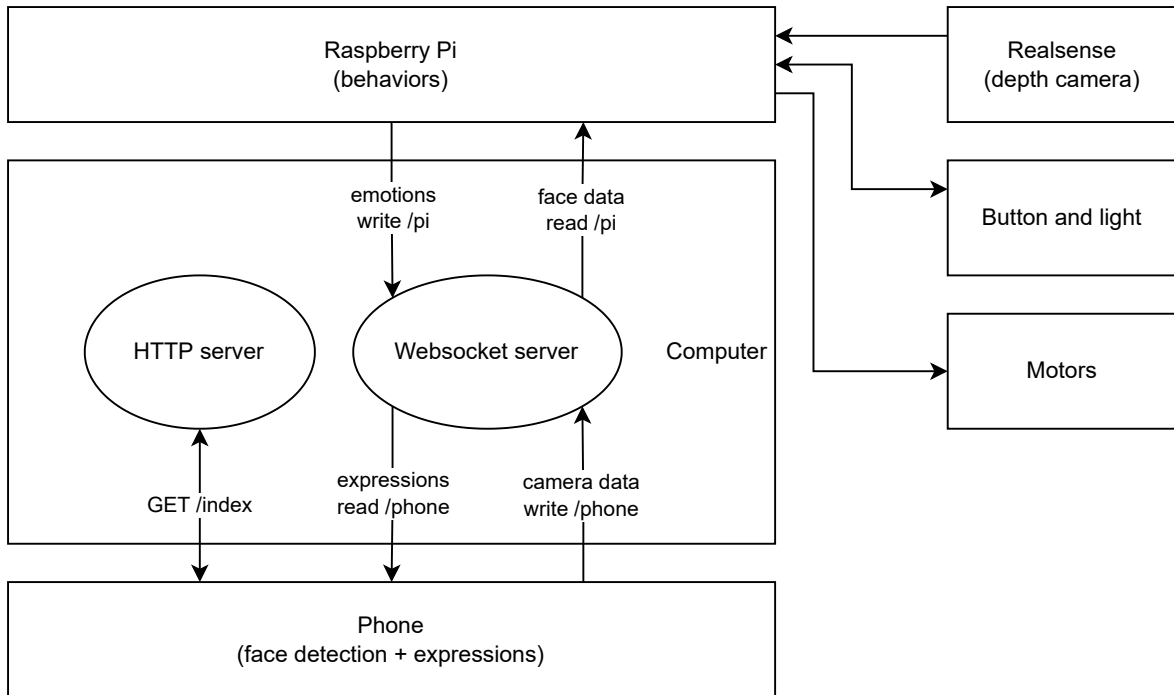 Raspberry Pi
(behaviors)
Realsense
(depth camera)
emotions
write /pi
face data
read /pi
Button and light
HTTP server
Websocket server
Computer
Motors
GET /index
expressions
read /phone
camera data
write /phone
Phone
(face detection + expressions)